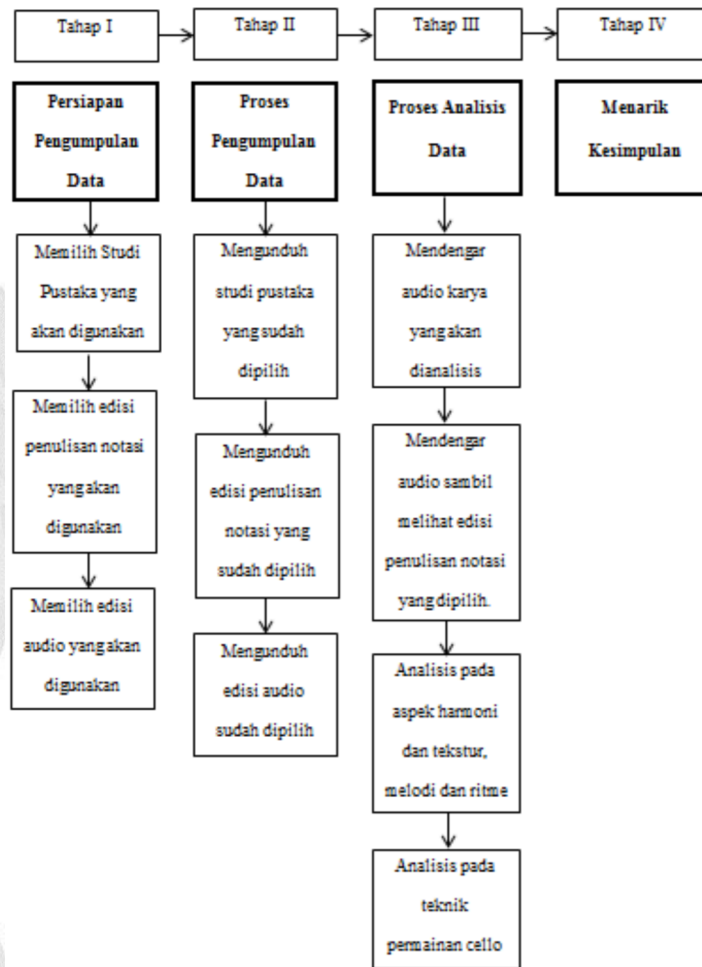 Tahap I
Tahap II
Tahap III
Tahap IV
Persiapan
Pengumpulan
Data
Proses
Pengumpulan
Data
Proses Analisis
Data
Menarik
Kesimpulan
Memilih Studi
Pustaka yang
akan digunakan
Memilih edisi
penulisan notasi
yang akan
digunakan
Memilih edisi
audio yang akan
digunakan
Mengunduh
studi pustaka
yang sudah
dipilih
Mengunduh
edisi penulisan
notasi yang
sudah dipilih
Mengunduh
edisi audio
sudah dipilih
Mendengar
audio karya
yang akan
dianalisis
Mendengar
audio sambil
melihat edisi
penulisan notasi
yang dipilih.
Analisis pada
aspek harmoni
dan tekstur,
melodi dan ritme
Analisis pada
teknik
permainan cello